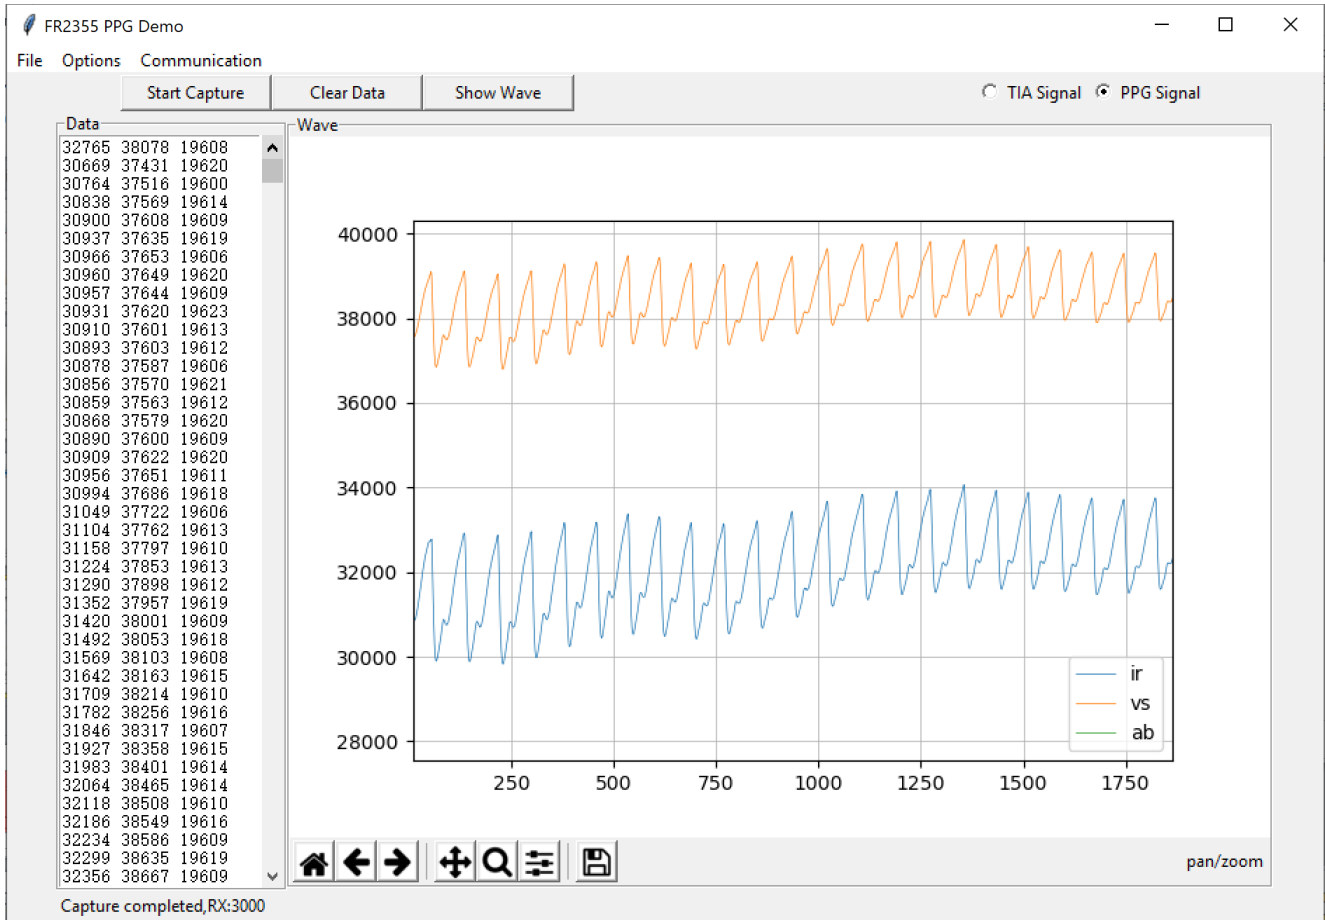 FR2355 PPG Demo
File Options Communication
Start Capture Clear Data Show Wave TIA Signal PPG Signal
Data
32765 38078 19608
30669 37431 19620
30764 37516 19600
30838 37569 19614
30900 37608 19609
30937 37635 19619
30966 37653 19606
30960 37649 19620
30957 37644 19609
30931 37620 19623
30910 37601 19613
30893 37603 19612
30878 37587 19606
30856 37570 19621
30859 37563 19612
30868 37579 19620
30890 37600 19609
30909 37622 19620
30956 37651 19611
30994 37686 19618
31049 37722 19606
31104 37762 19613
31158 37797 19610
31224 37853 19613
31290 37898 19612
31352 37957 19619
31420 38001 19609
31492 38053 19618
31569 38103 19608
31642 38163 19615
31709 38214 19610
31782 38256 19616
31846 38317 19607
31927 38358 19615
31983 38401 19614
32064 38465 19614
32118 38508 19610
32186 38549 19616
32234 38586 19609
32299 38635 19619
32356 38667 19609
Wave
40000
38000
36000
34000
32000
30000
28000
250 500 750 1000 1250 1500 1750
ir
vs
ab
pan/zoom
Capture completed,RX:3000